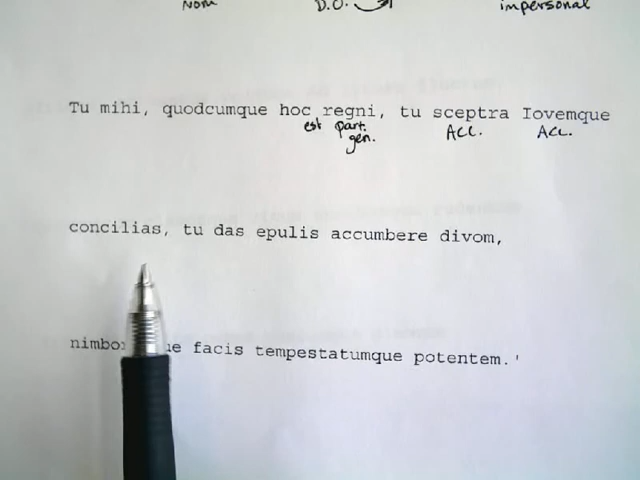 Nom D.O. impersonal
Tu mihi, quodcumque hoc regni, tu sceptra Iovemque
est part. gen. Acc. Acc.
concilias, tu das epulis accumbere divom,
facis tempestatumque potentem.'